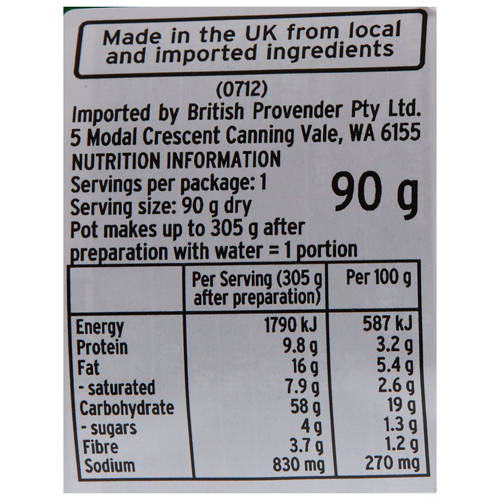 Made in the UK from local
and imported ingredients
(0712)
Imported by British Provender Pty Ltd.
5 Modal Crescent Canning Vale, WA 6155
NUTRITION INFORMATION
Servings per package: 1
Serving size: 90 g dry
90 g
Pot makes up to 305 g after
preparation with water = 1 portion
Per Serving (305 g Per 100 g
after preparation)
Energy 1790 kJ 587 kJ
Protein 9.8 g 3.2 g
Fat 16 g 5.4 g
- saturated 7.9 g 2.6 g
Carbohydrate 58 g 19 g
- sugars 4 g 1.3 g
Fibre 3.7 g 1.2 g
Sodium 830 mg 270 mg